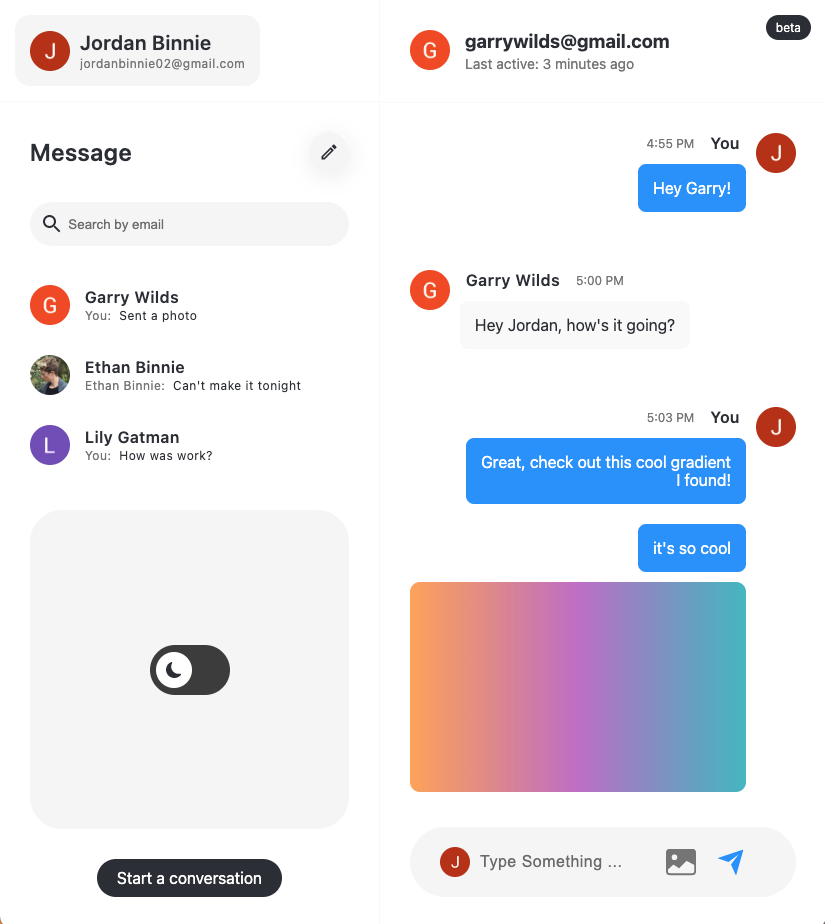 J
Jordan Binnie
jordanbinnie02@gmail.com
Message
Search by email
G
Garry Wilds
You: Sent a photo
Ethan Binnie
Ethan Binnie: Can't make it tonight
L
Lily Gatman
You: How was work?
Start a conversation
G
garrywilds@gmail.com
Last active: 3 minutes ago
beta
4:55 PM You
J
Hey Garry!
G
Garry Wilds 5:00 PM
Hey Jordan, how's it going?
5:03 PM You
J
Great, check out this cool gradient
I found!
it's so cool
J
Type Something ...